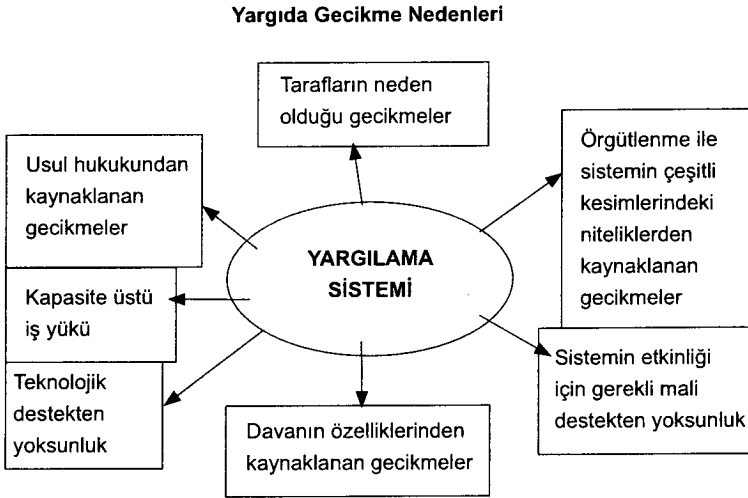 Yargıda Gecikme Nedenleri
Tarafların neden
olduğu gecikmeler
Usul hukukundan
kaynaklanan
gecikmeler
Örgütlenme ile
sistemin çeşitli
kesimlerindeki
niteliklerden
kaynaklanan
gecikmeler
YARGILAMA
SİSTEMİ
Kapasite üstü
iş yükü
Teknolojik
destekten
yoksunluk
Sistemin etkinliği
için gerekli mali
destekten yoksunluk
Davanın özelliklerinden
kaynaklanan gecikmeler